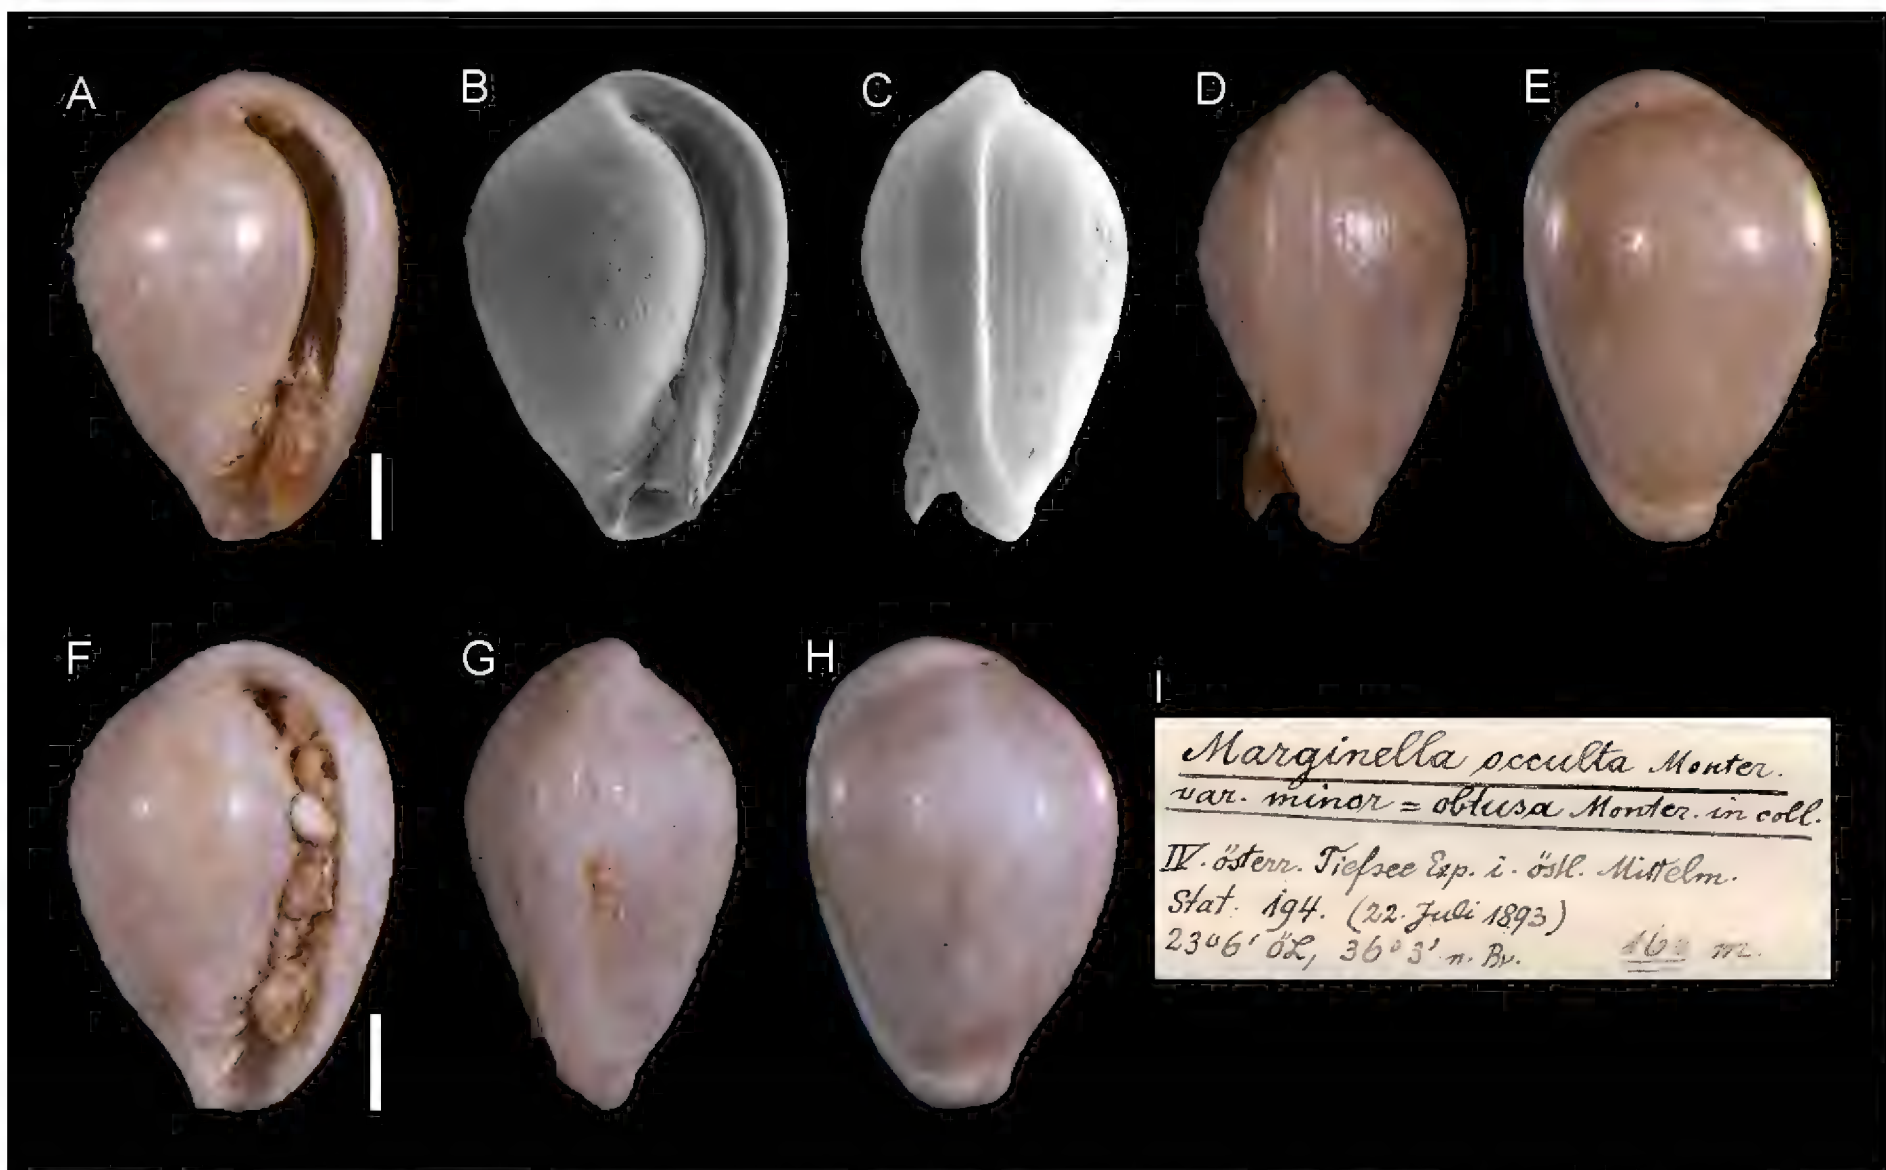 A
B
C
D
E
F
G
H
I
Marginella occulta Monter.
var. minor = obtusa Monter. in coll.
IV. österr. Tiefsee Exp. i. östl. Mittelm.
Stat. 194. (22. Juli 1893)
23°6' ö L, 36°3' n. Br. m.